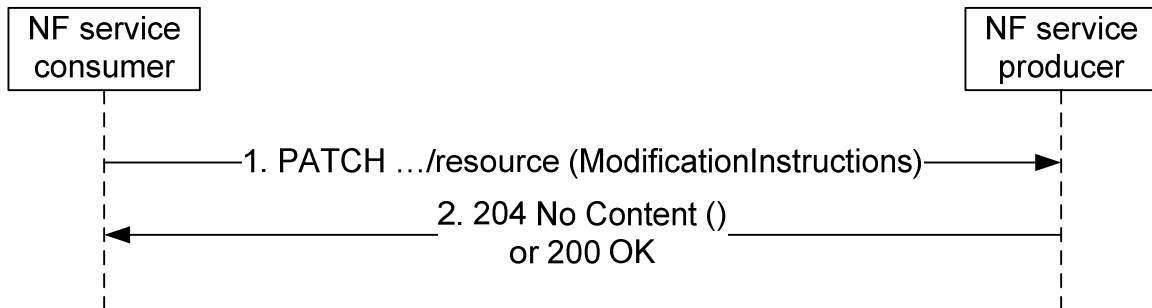 NF service
consumer
NF service
producer
1. PATCH …/resource (ModificationInstructions)
2. 204 No Content ()
or 200 OK